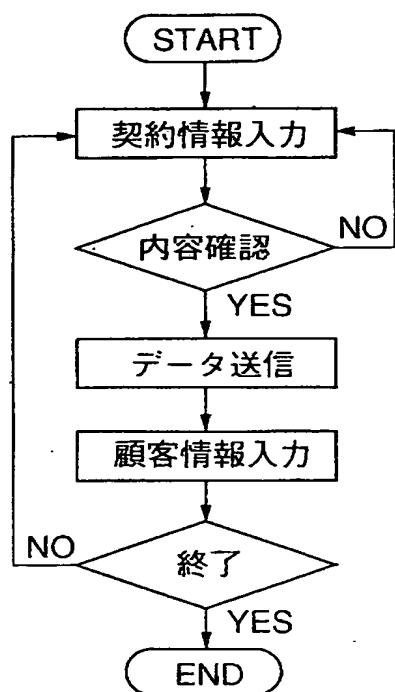 START
契約情報入力
内容確認
NO
YES
データ送信
顧客情報入力
NO
終了
YES
END